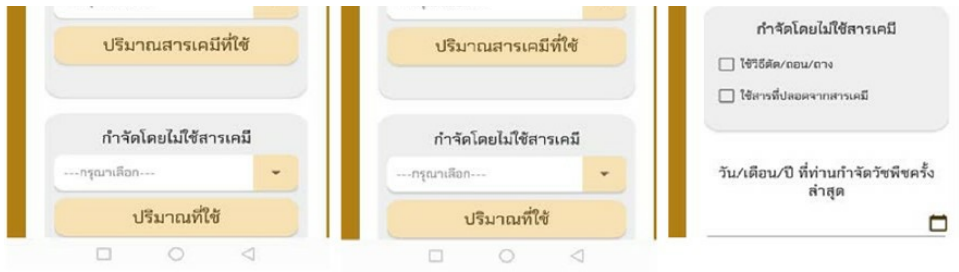 ปริมาณสารเคมีที่ใช้
กำจัดโดยไม่ใช้สารเคมี
---กรุณาเลือก---
ปริมาณที่ใช้
ปริมาณสารเคมีที่ใช้
กำจัดโดยไม่ใช้สารเคมี
---กรุณาเลือก---
ปริมาณที่ใช้
กำจัดโดยไม่ใช้สารเคมี
ใช้วิธีตัด/ถอน/ถาง
ใช้สารที่ปลอดจากสารเคมี
วัน/เดือน/ปี ที่ท่านกำจัดวัชพืชครั้ง
ล่าสุด